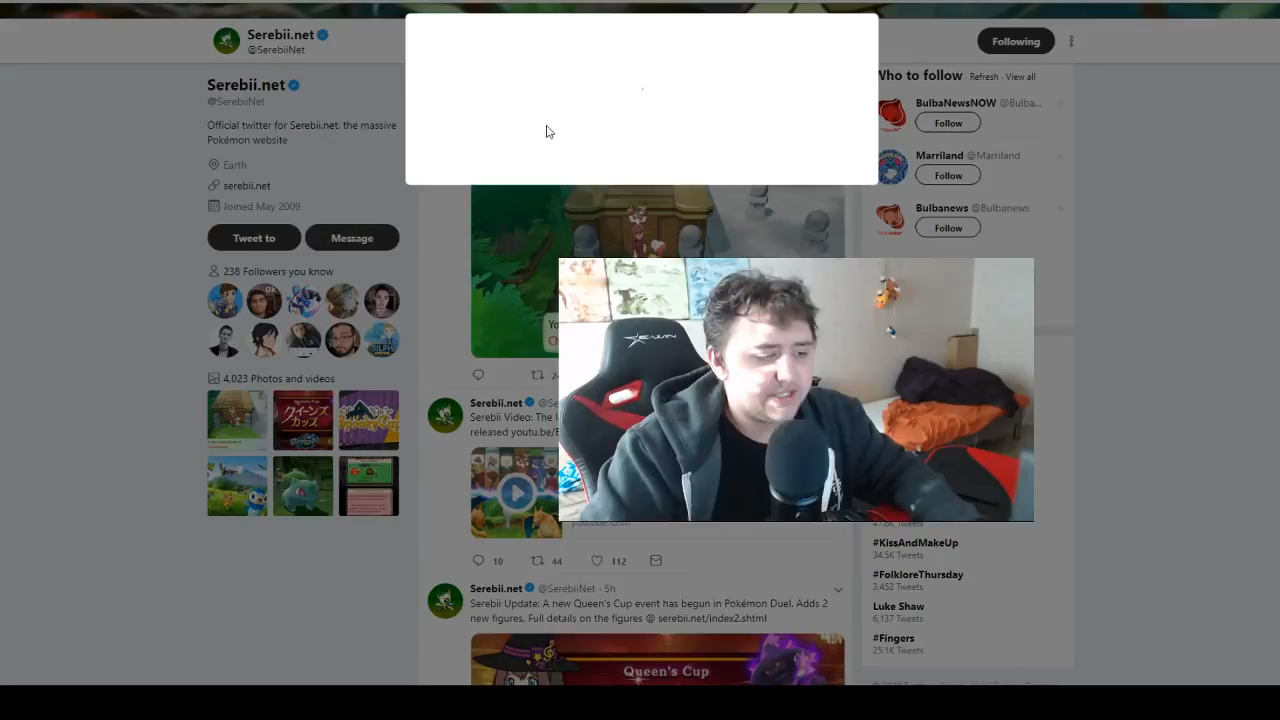 Serebii.net
@SerebiiNet
Following
Serebii.net
@SerebiiNet
Official twitter for Serebii.net, the massive
Pokémon website
Earth
serebii.net
Joined May 2009
Tweet to
Message
238 Followers you know
4,023 Photos and videos
Serebii.net
Serebii Video: The
released
10
44
112
Serebii.net @SerebiiNet · 5h
Serebii Update: A new Queen's Cup event has begun in Pokémon Duel. Adds 2
new figures. Full details on the figures @ serebii.net/index2.shtml
Queen's Cup
Who to follow · Refresh · View all
BulbaNewsNOW @Bulba...
Follow
Marriland @Marriland
Follow
Bulbanews @Bulbanews
Follow
#KissAndMakeUp
34.5K Tweets
#FolkloreThursday
3,452 Tweets
Luke Shaw
6,137 Tweets
#Fingers
25.1K Tweets